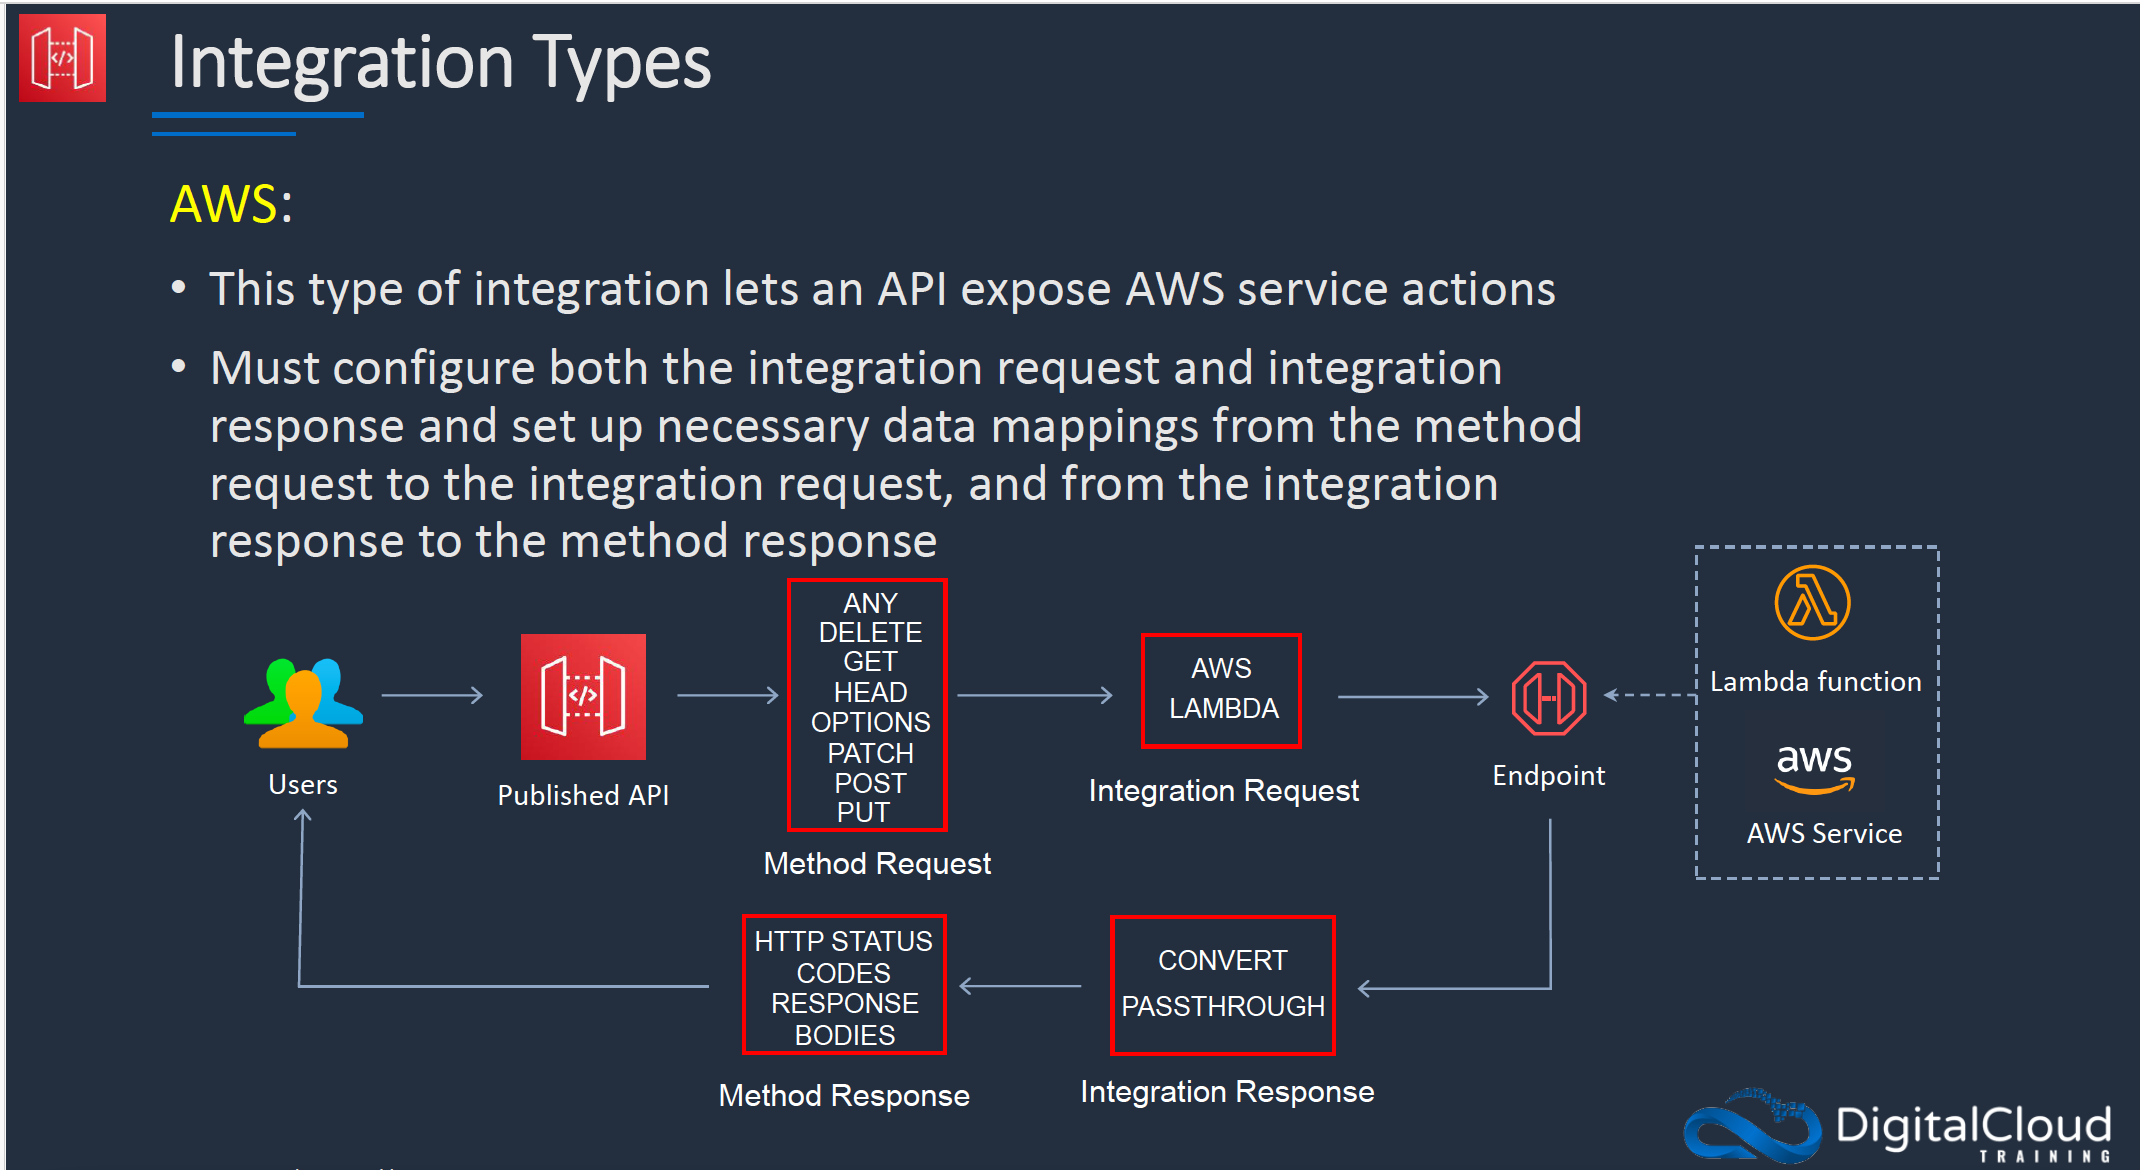 Integration Types
AWS:
• This type of integration lets an API expose AWS service actions
• Must configure both the integration request and integration
response and set up necessary data mappings from the method
request to the integration request, and from the integration
response to the method response
Users
Published API
ANY
DELETE
GET
HEAD
OPTIONS
PATCH
POST
PUT
Method Request
AWS
LAMBDA
Integration Request
Endpoint
Lambda function
aws
AWS Service
HTTP STATUS
CODES
RESPONSE
BODIES
Method Response
CONVERT
PASSTHROUGH
Integration Response
DigitalCloud
TRAINING